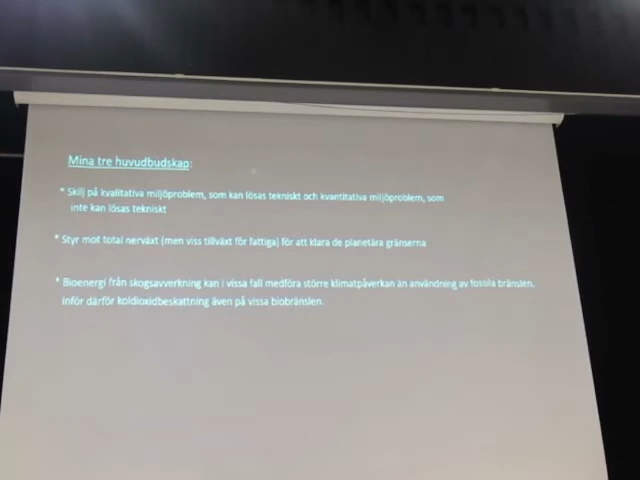 Mina tre huvudbudskap:
* Skilj på kvalitativa miljöproblem, som kan lösas tekniskt och kvantitativa miljöproblem, som
inte kan lösas tekniskt
* Styr mot total nerväxt (men viss tillväxt för fattiga) för att klara de planetära gränserna
* Bioenergi från skogsavverkning kan i vissa fall medföra större klimatpåverkan än användning av fossila bränslen.
Inför därför koldioxidbeskattning även på vissa biobränslen.